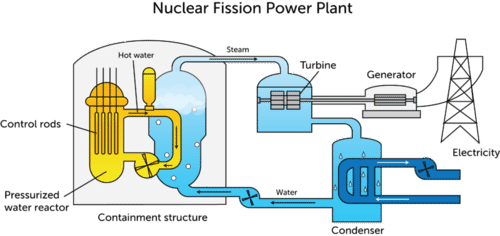 Nuclear Fission Power Plant
Hot water
Steam
Turbine
Generator
Control rods
Electricity
Pressurized
water reactor
Water
Containment structure
Condenser